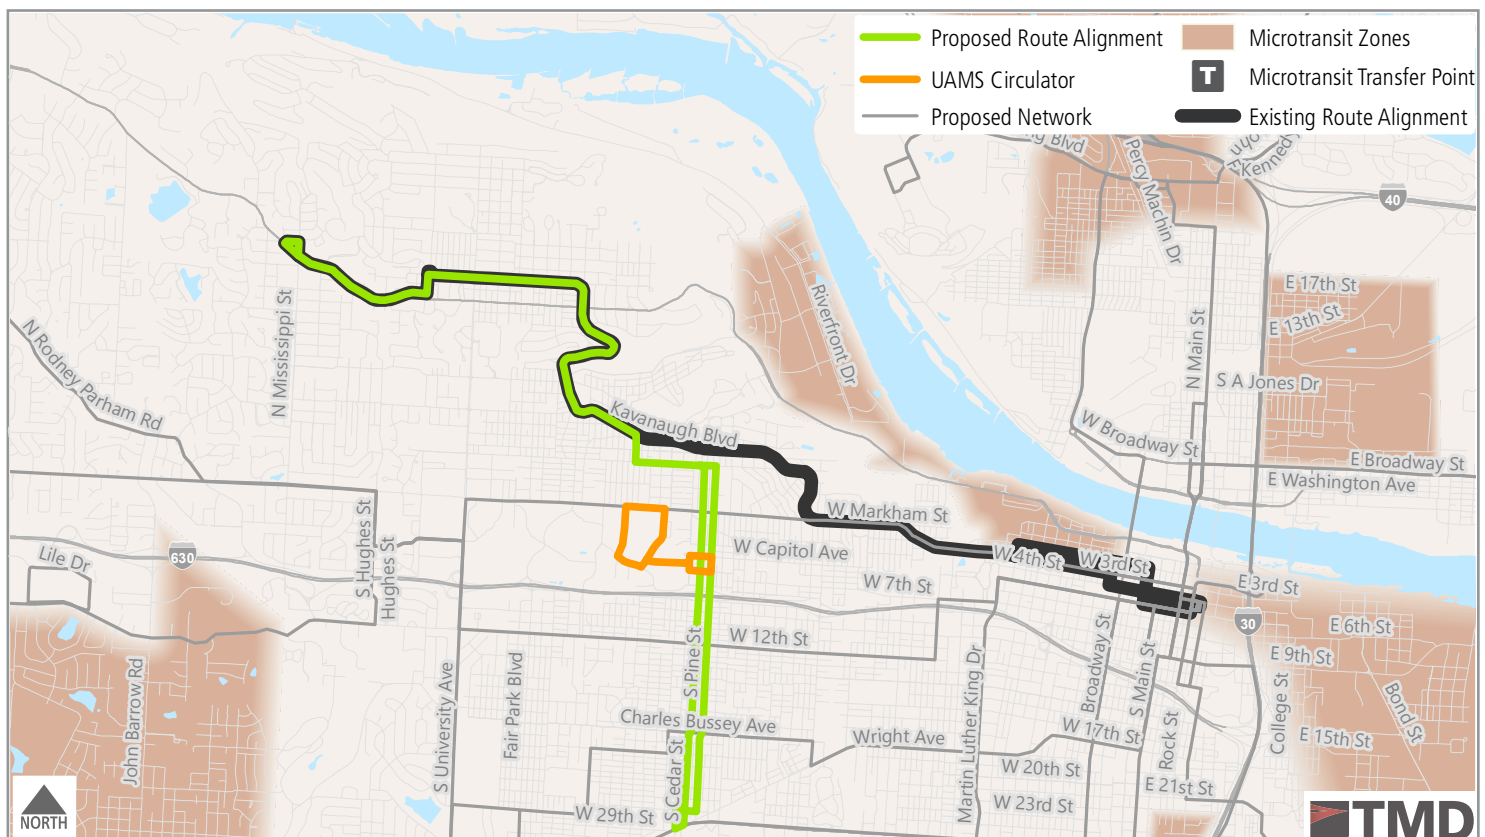 Proposed Route Alignment
UAMS Circulator
Proposed Network
Microtransit Zones
T
Microtransit Transfer Point
Existing Route Alignment
Blvd
Percy Machin Dr
Kennedy
40
E 17th St
E 13th St
Riverfront Dr
N Main St
S A Jones Dr
N Mississippi St
N Rodney Parham Rd
Kavanaugh Blvd
W Broadway St
E Broadway St
E Washington Ave
W Markham St
S Hughes St
Hughes St
Lile Dr
630
W Capitol Ave
W 4th St
W 3rd St
W 7th St
E 3rd St
30
E 6th St
W 12th St
E 9th St
S Pine St
John Barrow Rd
S University Ave
Fair Park Blvd
Martin Luther King Dr
Broadway St
S Main St
Rock St
College St
Bond St
Charles Bussey Ave
Wright Ave
W 17th St
E 15th St
S Cedar St
W 20th St
E 21st St
W 23rd St
W 29th St
NORTH
TMD